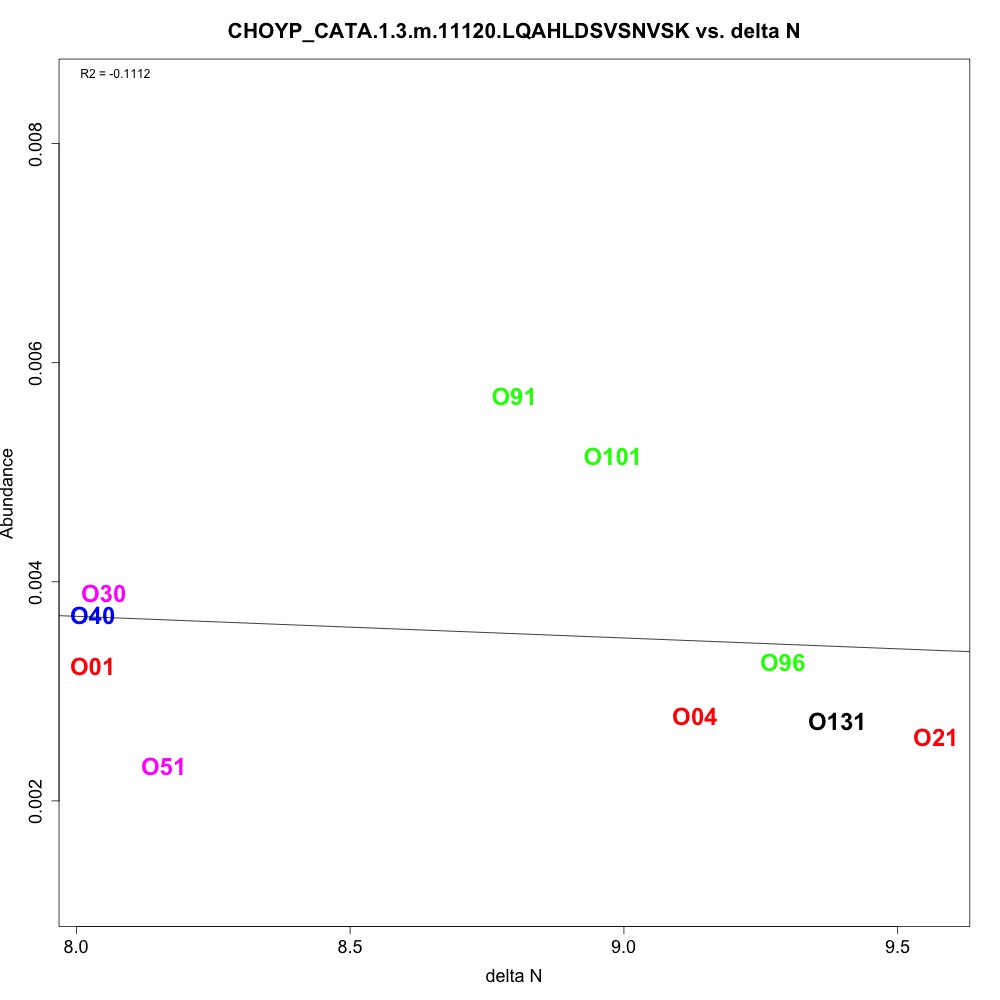 CHOYP_CATA.1.3.m.11120.LQAHLDSVSNVSK vs. delta N
R2 = -0.1112
0.008
0.006
O91
O101
Abundance
0.004
O30
O40
O01
O96
O04
O131
O21
O51
0.002
8.0 8.5 9.0 9.5
delta N